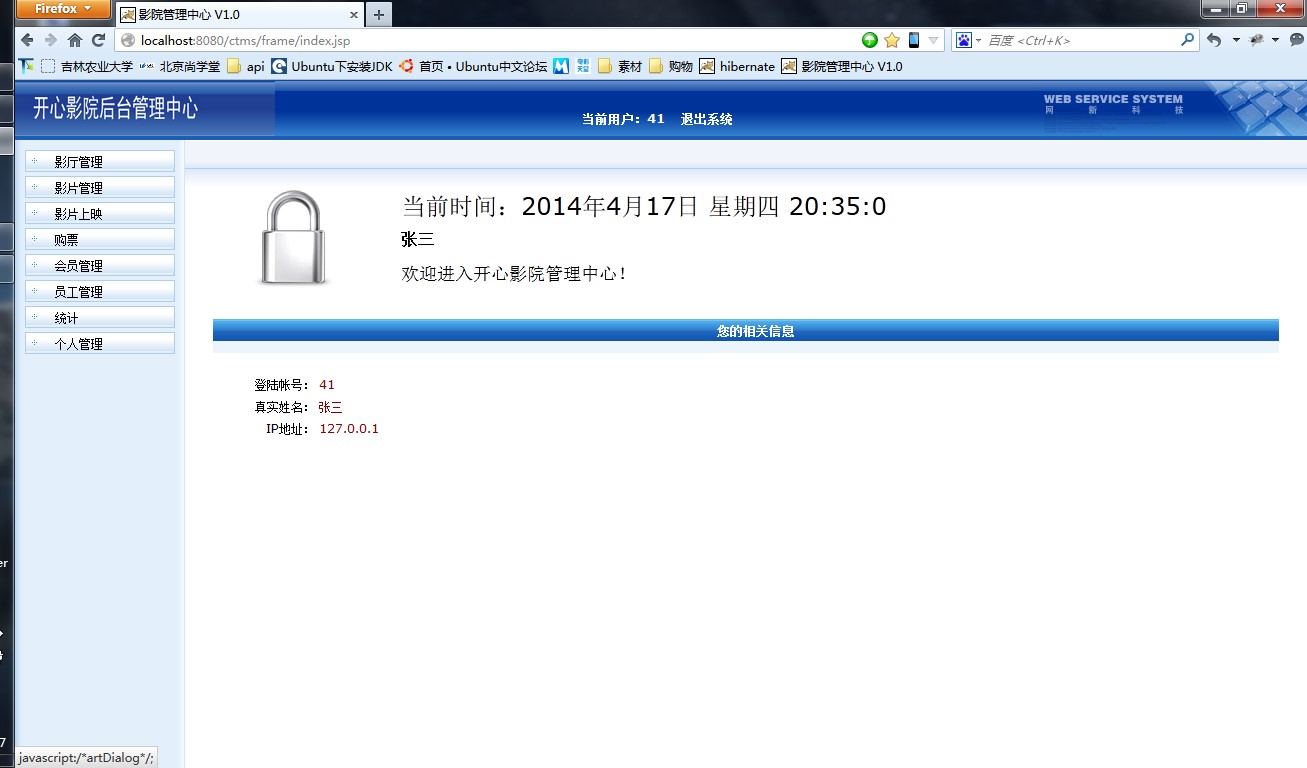 Firefox
影院管理中心 V1.0
localhost:8080/ctms/frame/index.jsp
百度 <Ctrl+K>
吉林农业大学 北京尚学堂 api Ubuntu下安装JDK 首页 • Ubuntu中文论坛 素材 购物 hibernate 影院管理中心 V1.0
开心影院后台管理中心
当前用户：41 退出系统
WEB SERVICE SYSTEM
网 新 科 技
影厅管理
影片管理
影片上映
购票
会员管理
员工管理
统计
个人管理
当前时间：2014年4月17日 星期四 20:35:0
张三
欢迎进入开心影院管理中心！
您的相关信息
登陆帐号： 41
真实姓名： 张三
IP地址： 127.0.0.1
er
7
javascript:/*artDialog*/;